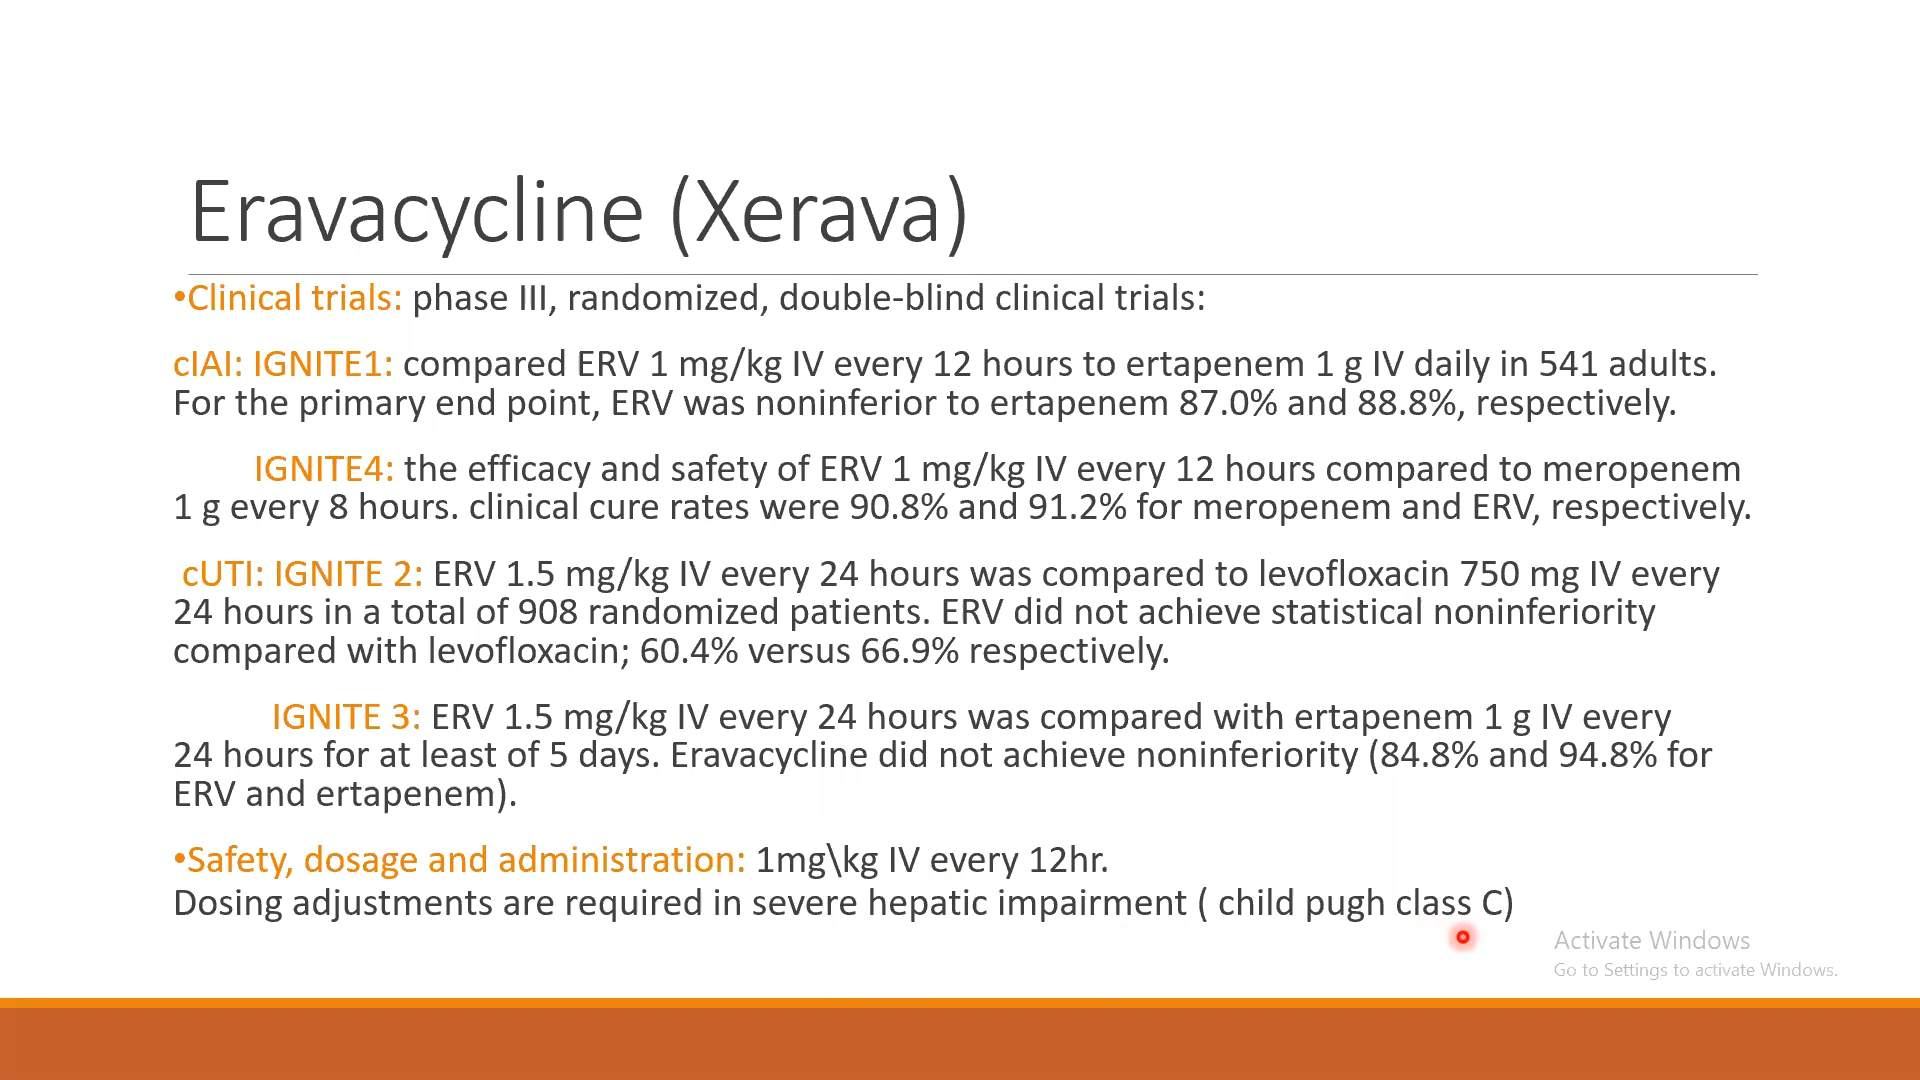 Eravacycline (Xerava)
•Clinical trials: phase III, randomized, double-blind clinical trials:
cIAI: IGNITE1: compared ERV 1 mg/kg IV every 12 hours to ertapenem 1 g IV daily in 541 adults.
For the primary end point, ERV was noninferior to ertapenem 87.0% and 88.8%, respectively.
IGNITE4: the efficacy and safety of ERV 1 mg/kg IV every 12 hours compared to meropenem
1 g every 8 hours. clinical cure rates were 90.8% and 91.2% for meropenem and ERV, respectively.
cUTI: IGNITE 2: ERV 1.5 mg/kg IV every 24 hours was compared to levofloxacin 750 mg IV every
24 hours in a total of 908 randomized patients. ERV did not achieve statistical noninferiority
compared with levofloxacin; 60.4% versus 66.9% respectively.
IGNITE 3: ERV 1.5 mg/kg IV every 24 hours was compared with ertapenem 1 g IV every
24 hours for at least of 5 days. Eravacycline did not achieve noninferiority (84.8% and 94.8% for
ERV and ertapenem).
•Safety, dosage and administration: 1mg\kg IV every 12hr.
Dosing adjustments are required in severe hepatic impairment ( child pugh class C)
Activate Windows
Go to Settings to activate Windows.